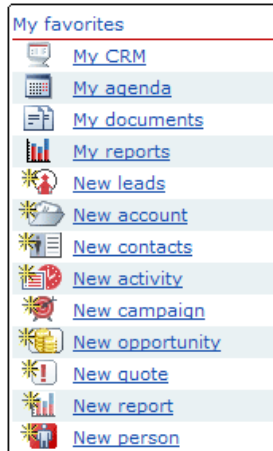 My favorites
My CRM
My agenda
My documents
My reports
New leads
New account
New contacts
New activity
New campaign
New opportunity
New quote
New report
New person